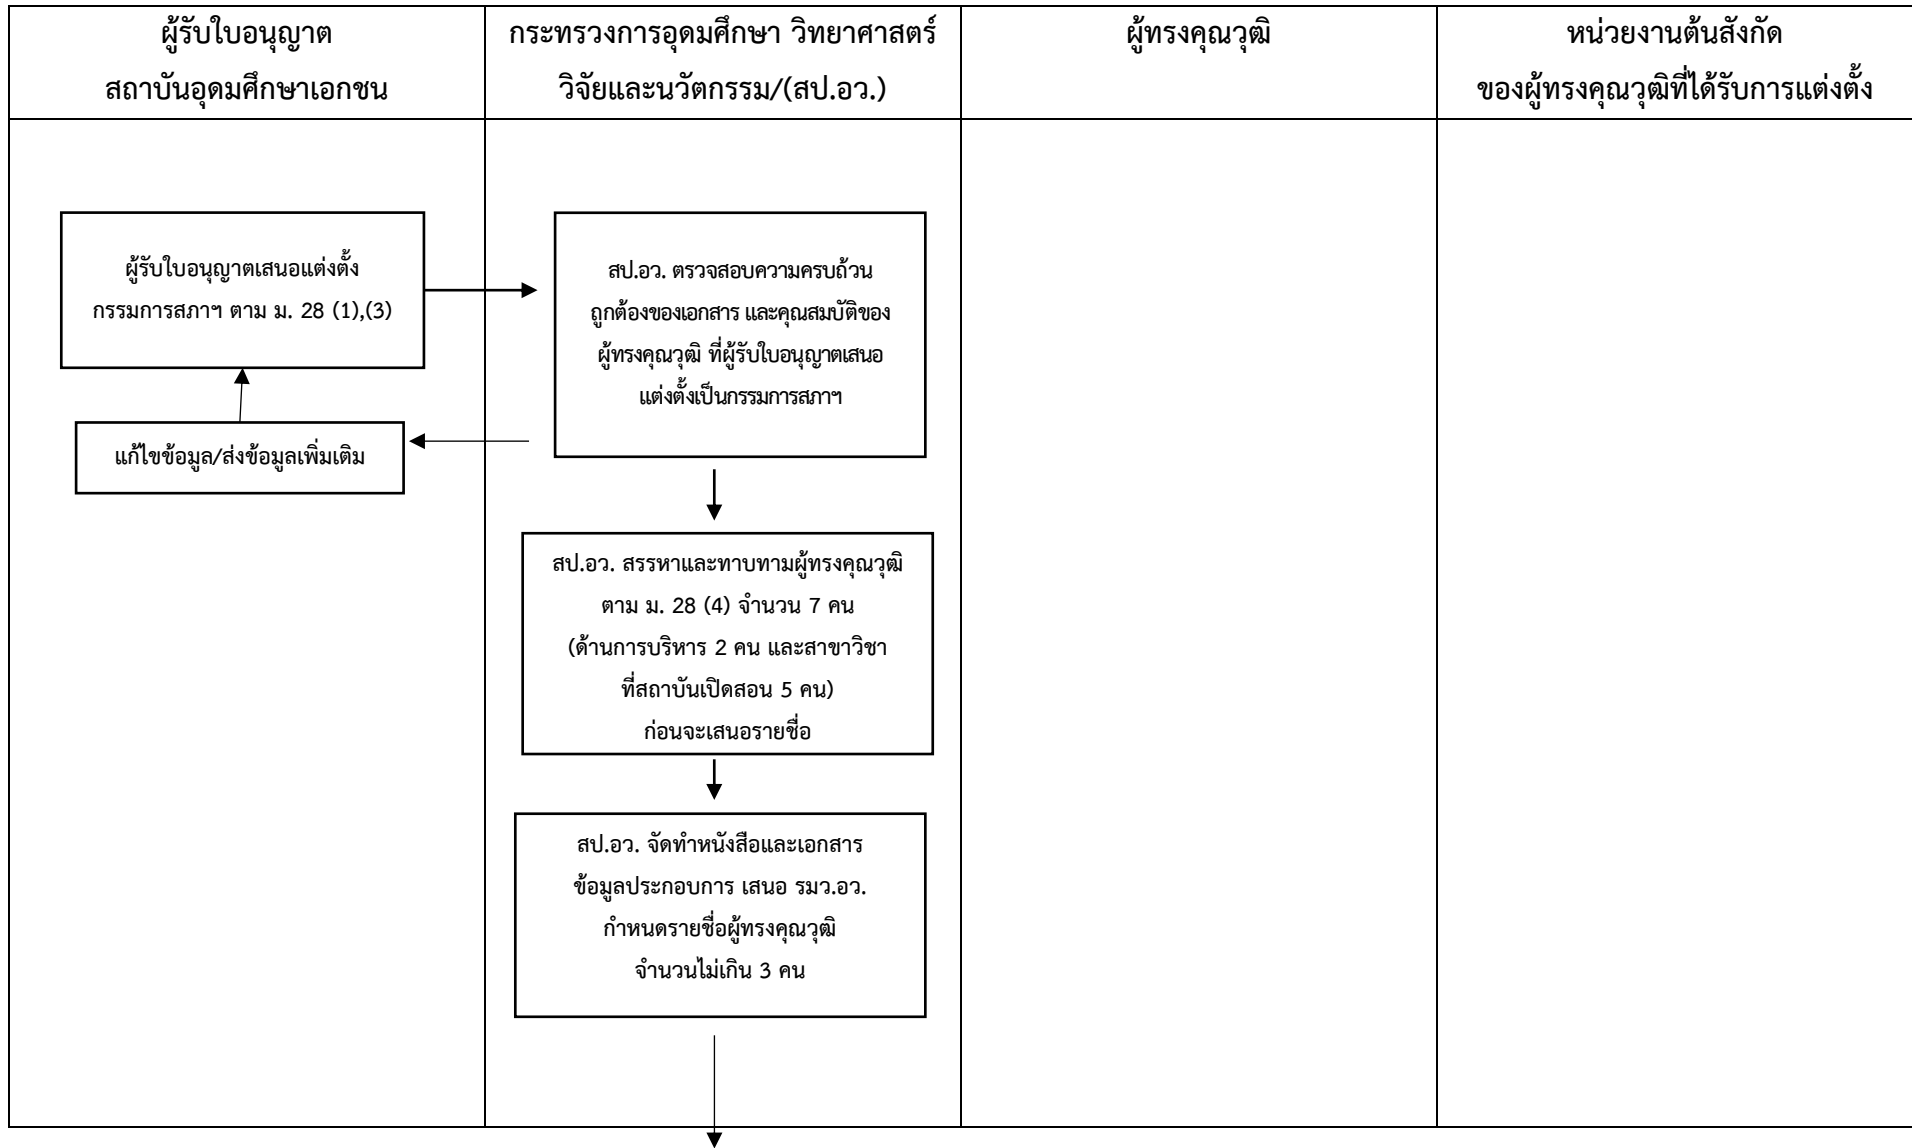 ผู้รับใบอนุญาต
สถาบันอุดมศึกษาเอกชน
กระทรวงการอุดมศึกษา วิทยาศาสตร์
วิจัยและนวัตกรรม/(สป.อว.)
ผู้ทรงคุณวุฒิ
หน่วยงานต้นสังกัด
ของผู้ทรงคุณวุฒิที่ได้รับการแต่งตั้ง
ผู้รับใบอนุญาตเสนอแต่งตั้ง
กรรมการสภาฯ ตาม ม. 28 (1),(3)
สป.อว. ตรวจสอบความครบถ้วน
ถูกต้องของเอกสาร และคุณสมบัติของ
ผู้ทรงคุณวุฒิ ที่ผู้รับใบอนุญาตเสนอ
แต่งตั้งเป็นกรรมการสภาฯ
แก้ไขข้อมูล/ส่งข้อมูลเพิ่มเติม
สป.อว. สรรหาและทาบทามผู้ทรงคุณวุฒิ
ตาม ม. 28 (4) จำนวน 7 คน
(ด้านการบริหาร 2 คน และสาขาวิชา
ที่สถาบันเปิดสอน 5 คน)
ก่อนจะเสนอรายชื่อ
สป.อว. จัดทำหนังสือและเอกสาร
ข้อมูลประกอบการ เสนอ รมว.อว.
กำหนดรายชื่อผู้ทรงคุณวุฒิ
จำนวนไม่เกิน 3 คน